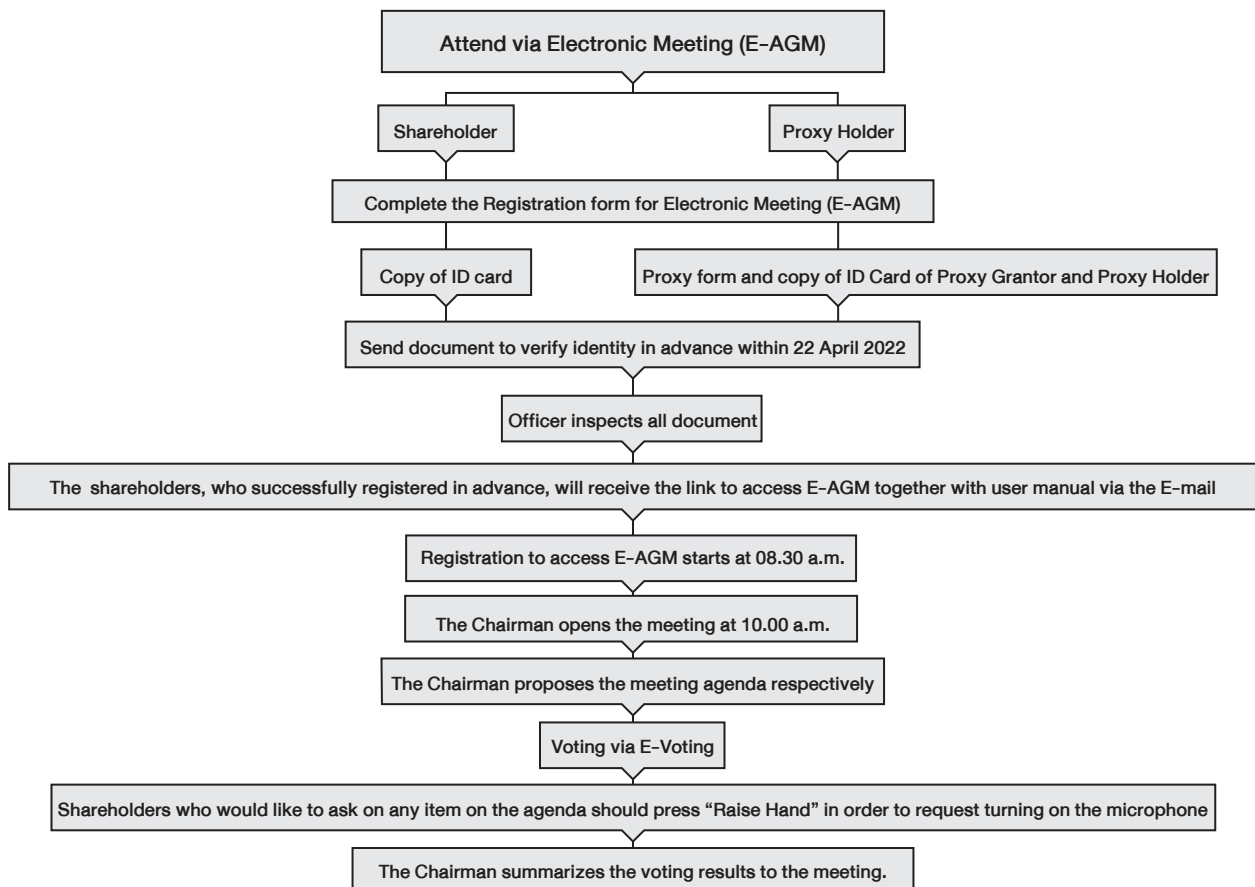 Attend via Electronic Meeting (E-AGM)
Shareholder
Proxy Holder
Complete the Registration form for Electronic Meeting (E-AGM)
Copy of ID card
Proxy form and copy of ID Card of Proxy Grantor and Proxy Holder
Send document to verify identity in advance within 22 April 2022
Officer inspects all document
The shareholders, who successfully registered in advance, will receive the link to access E-AGM together with user manual via the E-mail
Registration to access E-AGM starts at 08.30 a.m.
The Chairman opens the meeting at 10.00 a.m.
The Chairman proposes the meeting agenda respectively
Voting via E-Voting
Shareholders who would like to ask on any item on the agenda should press “Raise Hand” in order to request turning on the microphone
The Chairman summarizes the voting results to the meeting.